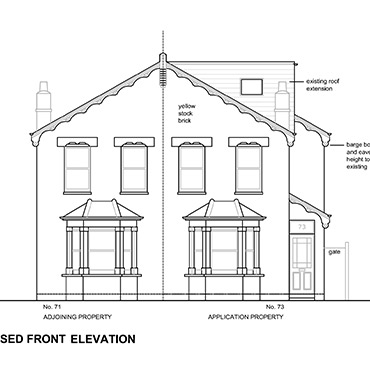 existing roof
extension
yellow
stock
brick
barge bo
and eave
height to
existing
73
gate
No. 71
No. 73
ADJOINING PROPERTY
APPLICATION PROPERTY
SED FRONT ELEVATION